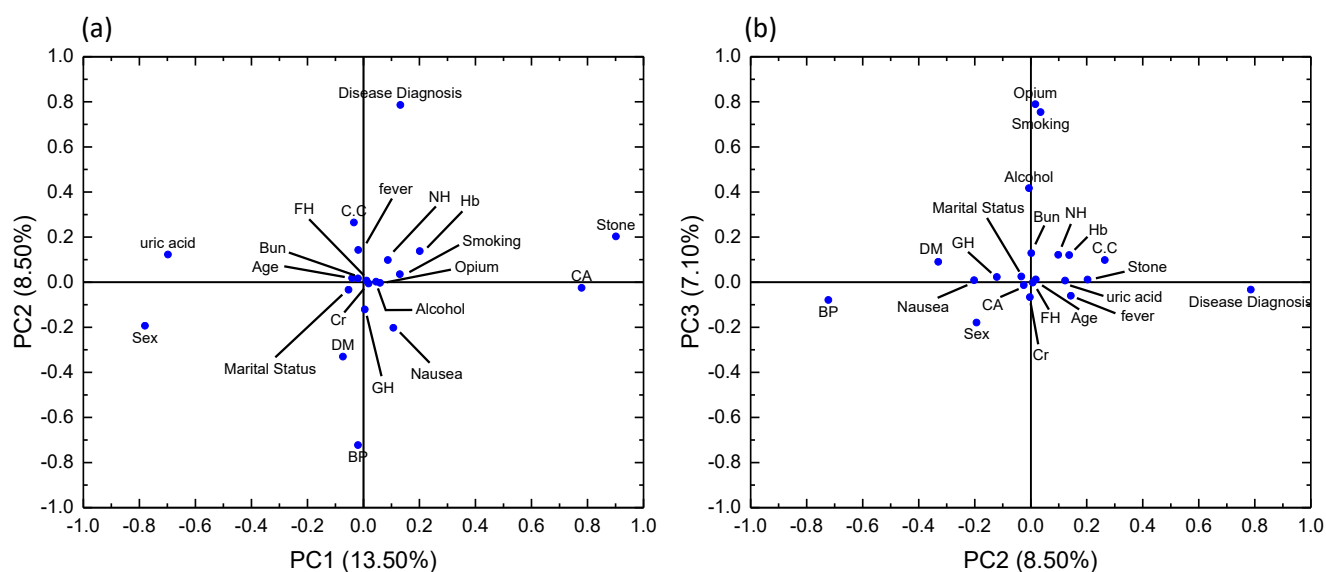 (a)
1.0
0.8
0.6
0.4
0.2
0.0
-0.2
-0.4
-0.6
-0.8
-1.0
PC2 (8.50%)
Disease Diagnosis
fever
NH
Hb
FH
C.C
Stone
uric acid
Smoking
Bun
Age
Opium
CA
Cr
Alcohol
Sex
DM
Marital Status
Nausea
GH
BP
-1.0 -0.8 -0.6 -0.4 -0.2 0.0 0.2 0.4 0.6 0.8 1.0
PC1 (13.50%)
(b)
1.0
0.8
0.6
0.4
0.2
0.0
-0.2
-0.4
-0.6
-0.8
-1.0
PC3 (7.10%)
Opium
Smoking
Alcohol
Marital Status
Bun
NH
Hb
DM
GH
C.C
Stone
Nausea
CA
uric acid
Disease Diagnosis
BP
FH
Age
fever
Sex
Cr
-1.0 -0.8 -0.6 -0.4 -0.2 0.0 0.2 0.4 0.6 0.8 1.0
PC2 (8.50%)